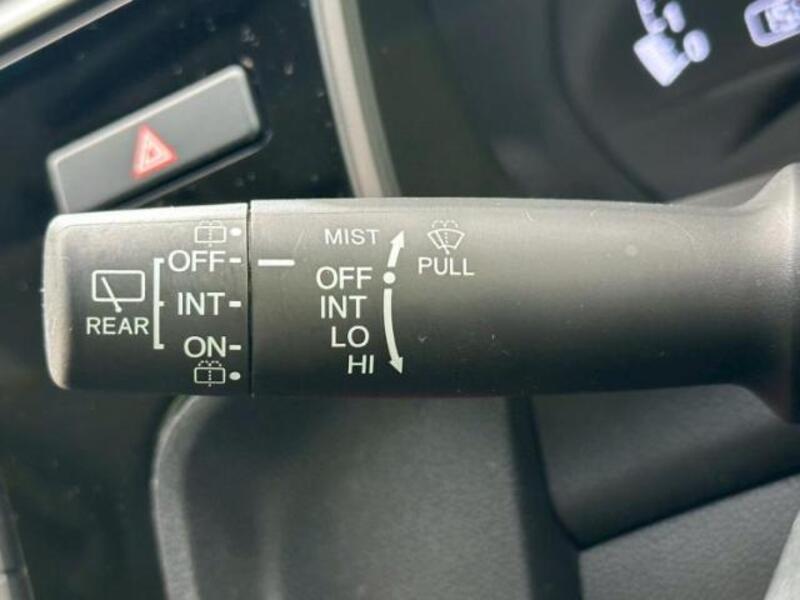 REAR
OFF
INT
ON
MIST
OFF
INT
LO
HI
PULL